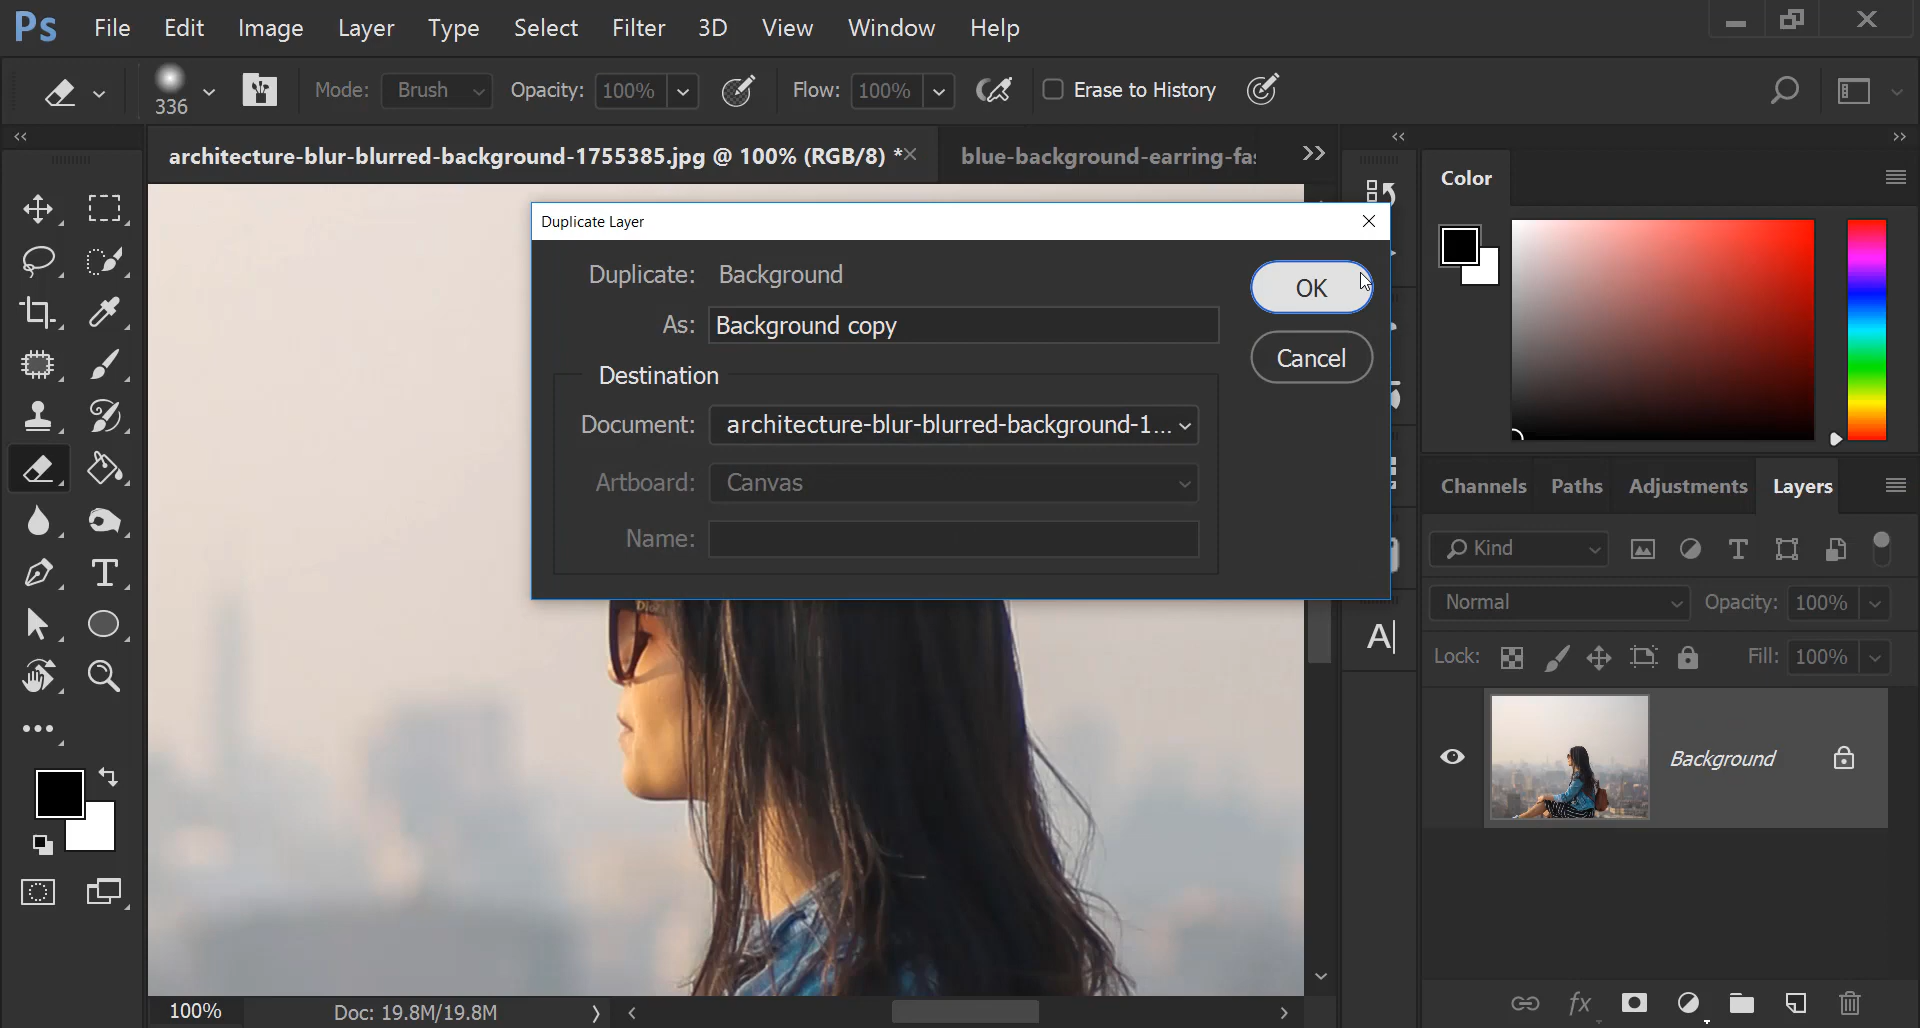 Ps File Edit Image Layer Type Select Filter 3D View Window Help
336 Mode: Brush Opacity: 100% Flow: 100% Erase to History
architecture-blur-blurred-background-1755385.jpg @ 100% (RGB/8) *
blue-background-earring-fas
Duplicate Layer
Duplicate: Background
As: Background copy
OK
Cancel
Destination
Document: architecture-blur-blurred-background-1...
Artboard: Canvas
Name:
Dior
A
Color
Channels Paths Adjustments Layers
Kind
Normal Opacity: 100%
Lock: Fill: 100%
Background
fx
T
T
100% Doc: 19.8M/19.8M